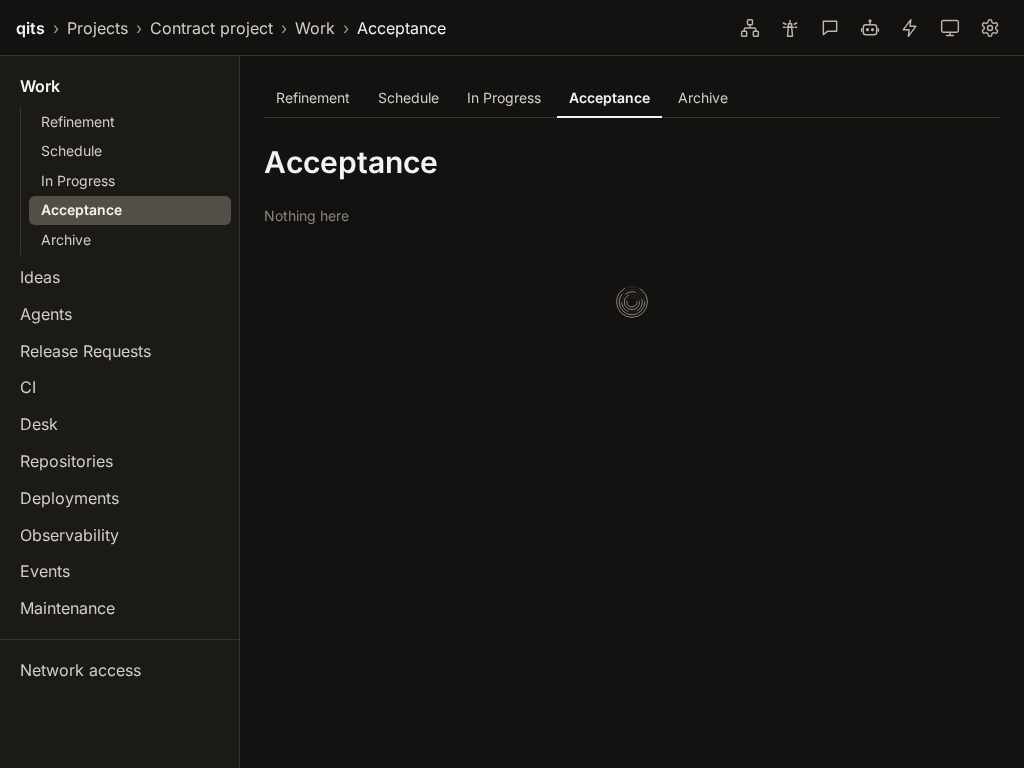 qits › Projects › Contract project › Work › Acceptance
Work
Refinement
Schedule
In Progress
Acceptance
Archive
Ideas
Agents
Release Requests
CI
Desk
Repositories
Deployments
Observability
Events
Maintenance
Network access
Refinement Schedule In Progress Acceptance Archive
Acceptance
Nothing here